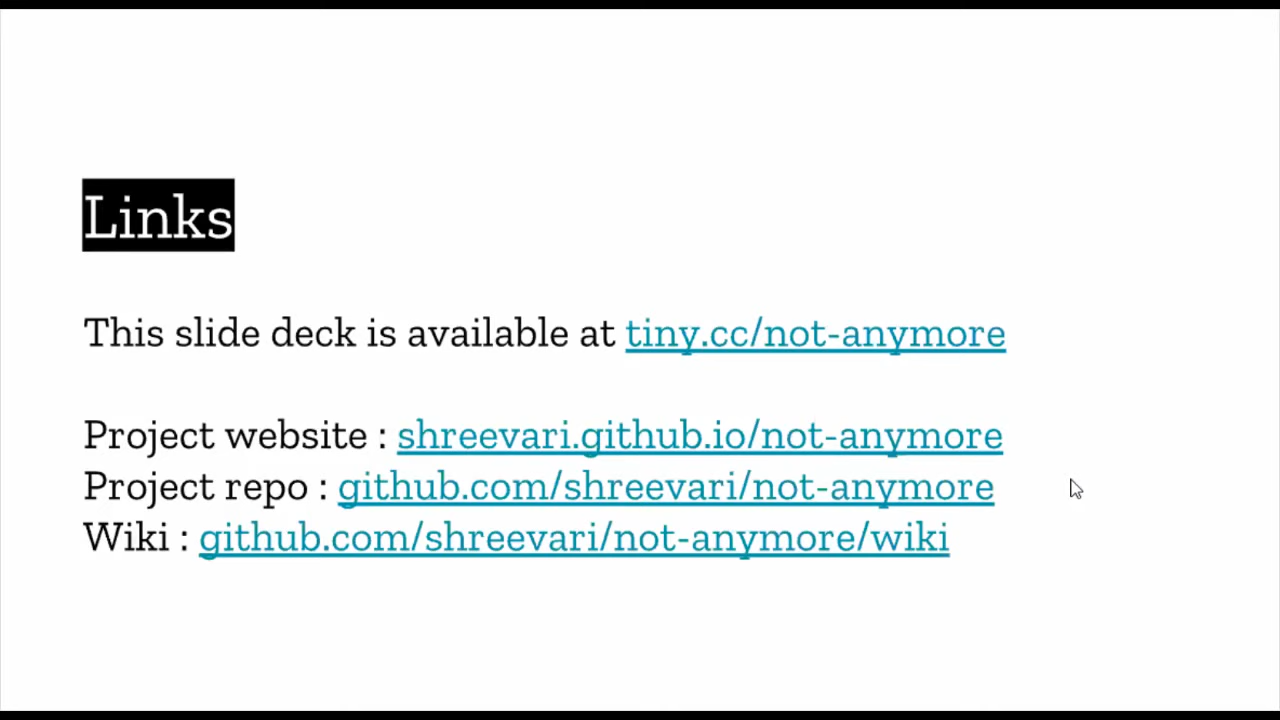 Links
This slide deck is available at tiny.cc/not-anymore
Project website : shreevari.github.io/not-anymore
Project repo : github.com/shreevari/not-anymore
Wiki : github.com/shreevari/not-anymore/wiki